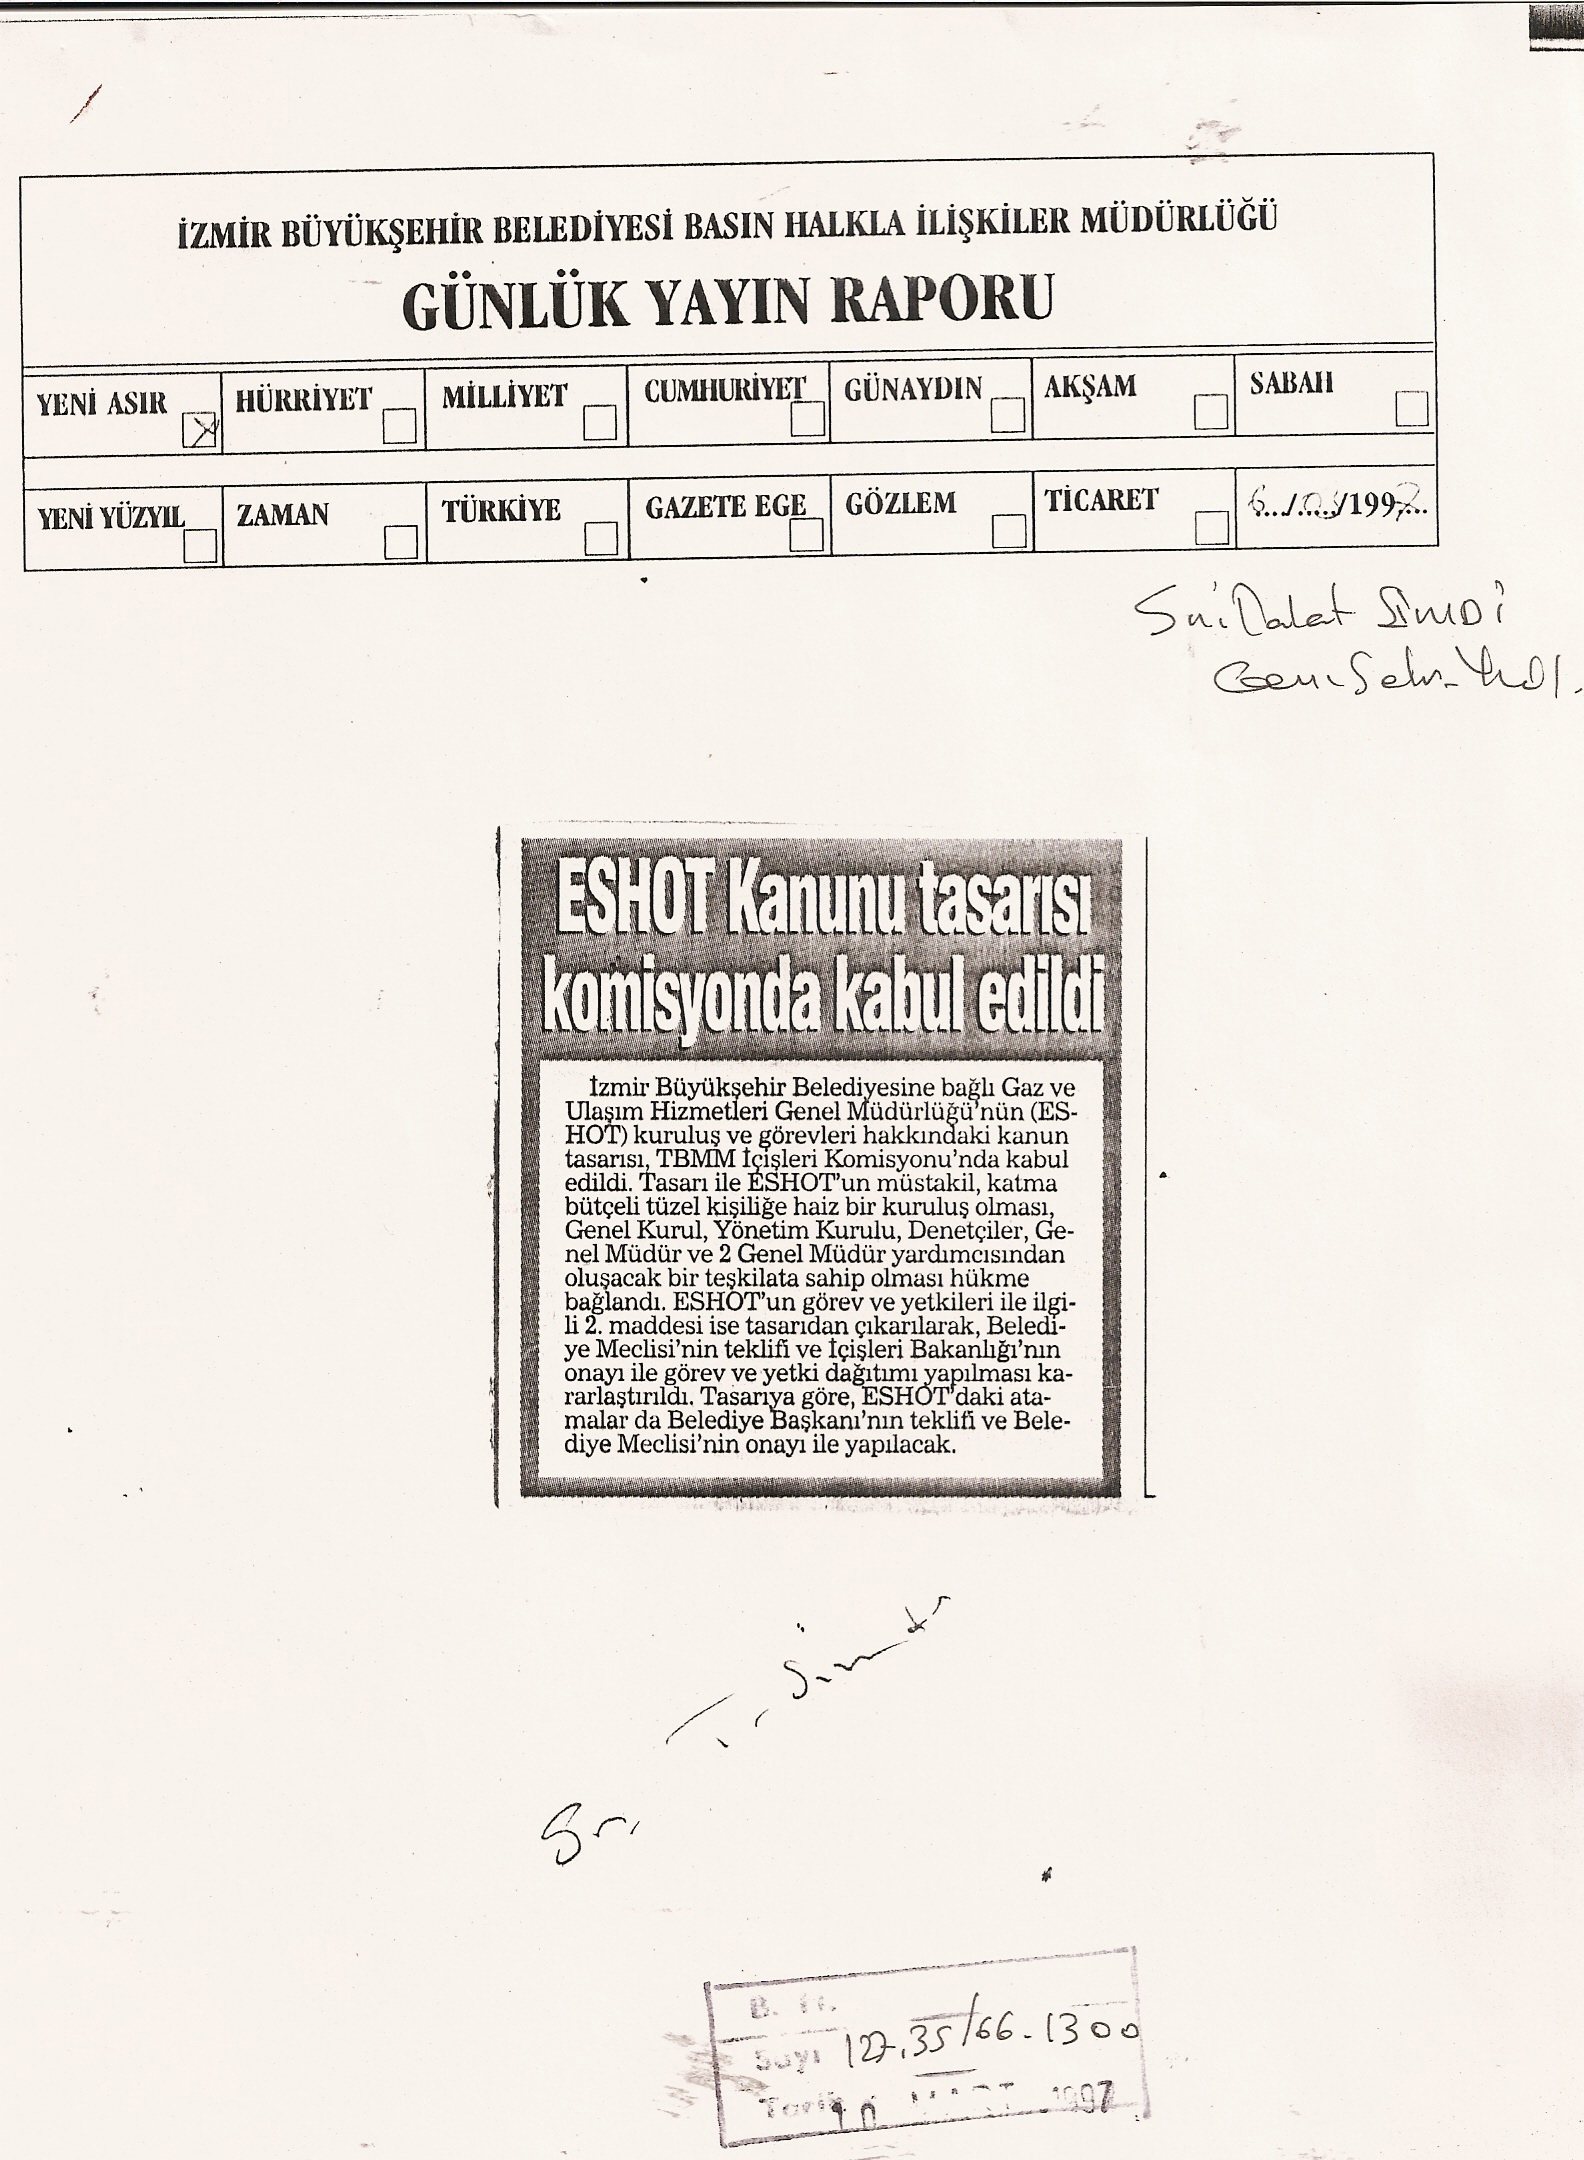 İZMİR BÜYÜKŞEHİR BELEDİYESİ BASIN HALKLA İLİŞKİLER MÜDÜRLÜĞÜ
GÜNLÜK YAYIN RAPORU
YENİ ASIR HÜRRİYET MİLLİYET CUMHURİYET GÜNAYDIN AKŞAM SABAH
YENİ YÜZYIL ZAMAN TÜRKİYE GAZETE EGE GÖZLEM TİCARET 6.../...03/1997...
ESHOT Kanunu tasarısı
komisyonda kabul edildi
İzmir Büyükşehir Belediyesine bağlı Gaz ve
Ulaşım Hizmetleri Genel Müdürlüğü'nün (ES-
HOT) kuruluş ve görevleri hakkındaki kanun
tasarısı, TBMM İçişleri Komisyonu'nda kabul
edildi. Tasarı ile ESHOT'un müstakil, katma
bütçeli tüzel kişiliğe haiz bir kuruluş olması,
Genel Kurul, Yönetim Kurulu, Denetçiler, Ge-
nel Müdür ve 2 Genel Müdür yardımcısından
oluşacak bir teşkilata sahip olması hükme
bağlandı. ESHOT'un görev ve yetkileri ile ilgi-
li 2. maddesi ise tasarıdan çıkarılarak, Beledi-
ye Meclisi'nin teklifi ve İçişleri Bakanlığı'nın
onayı ile görev ve yetki dağıtımı yapılması ka-
rarlaştırıldı. Tasarıya göre, ESHOT'daki ata-
malar da Belediye Başkanı'nın teklifi ve Bele-
diye Meclisi'nin onayı ile yapılacak.
Sn.
Sayı 127.35/66-1300
Tarih 10 MART 1997